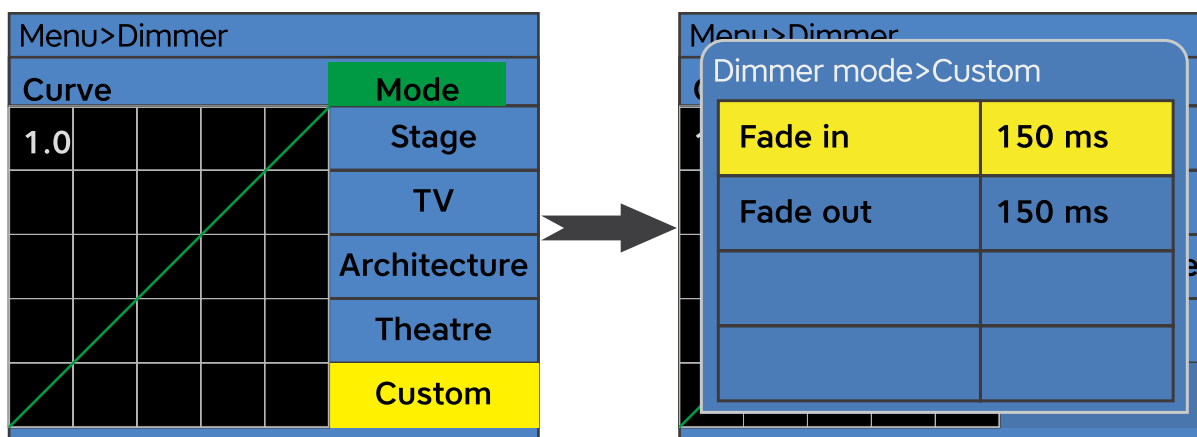 Menu>Dimmer
Curve Mode
1.0 Stage
TV
Architecture
Theatre
Custom
Menu>Dimmer
Dimmer mode>Custom
Fade in 150 ms
Fade out 150 ms